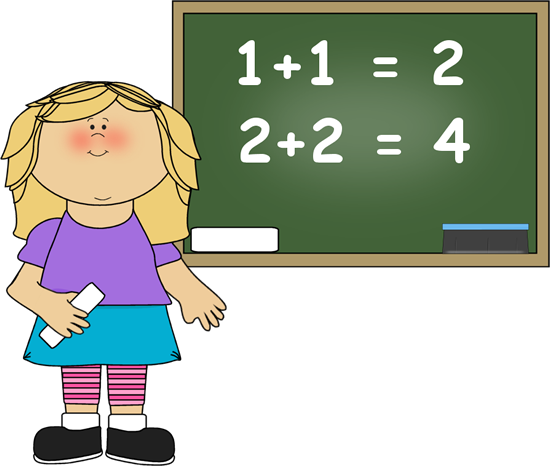 1+1 = 2
2+2 = 4